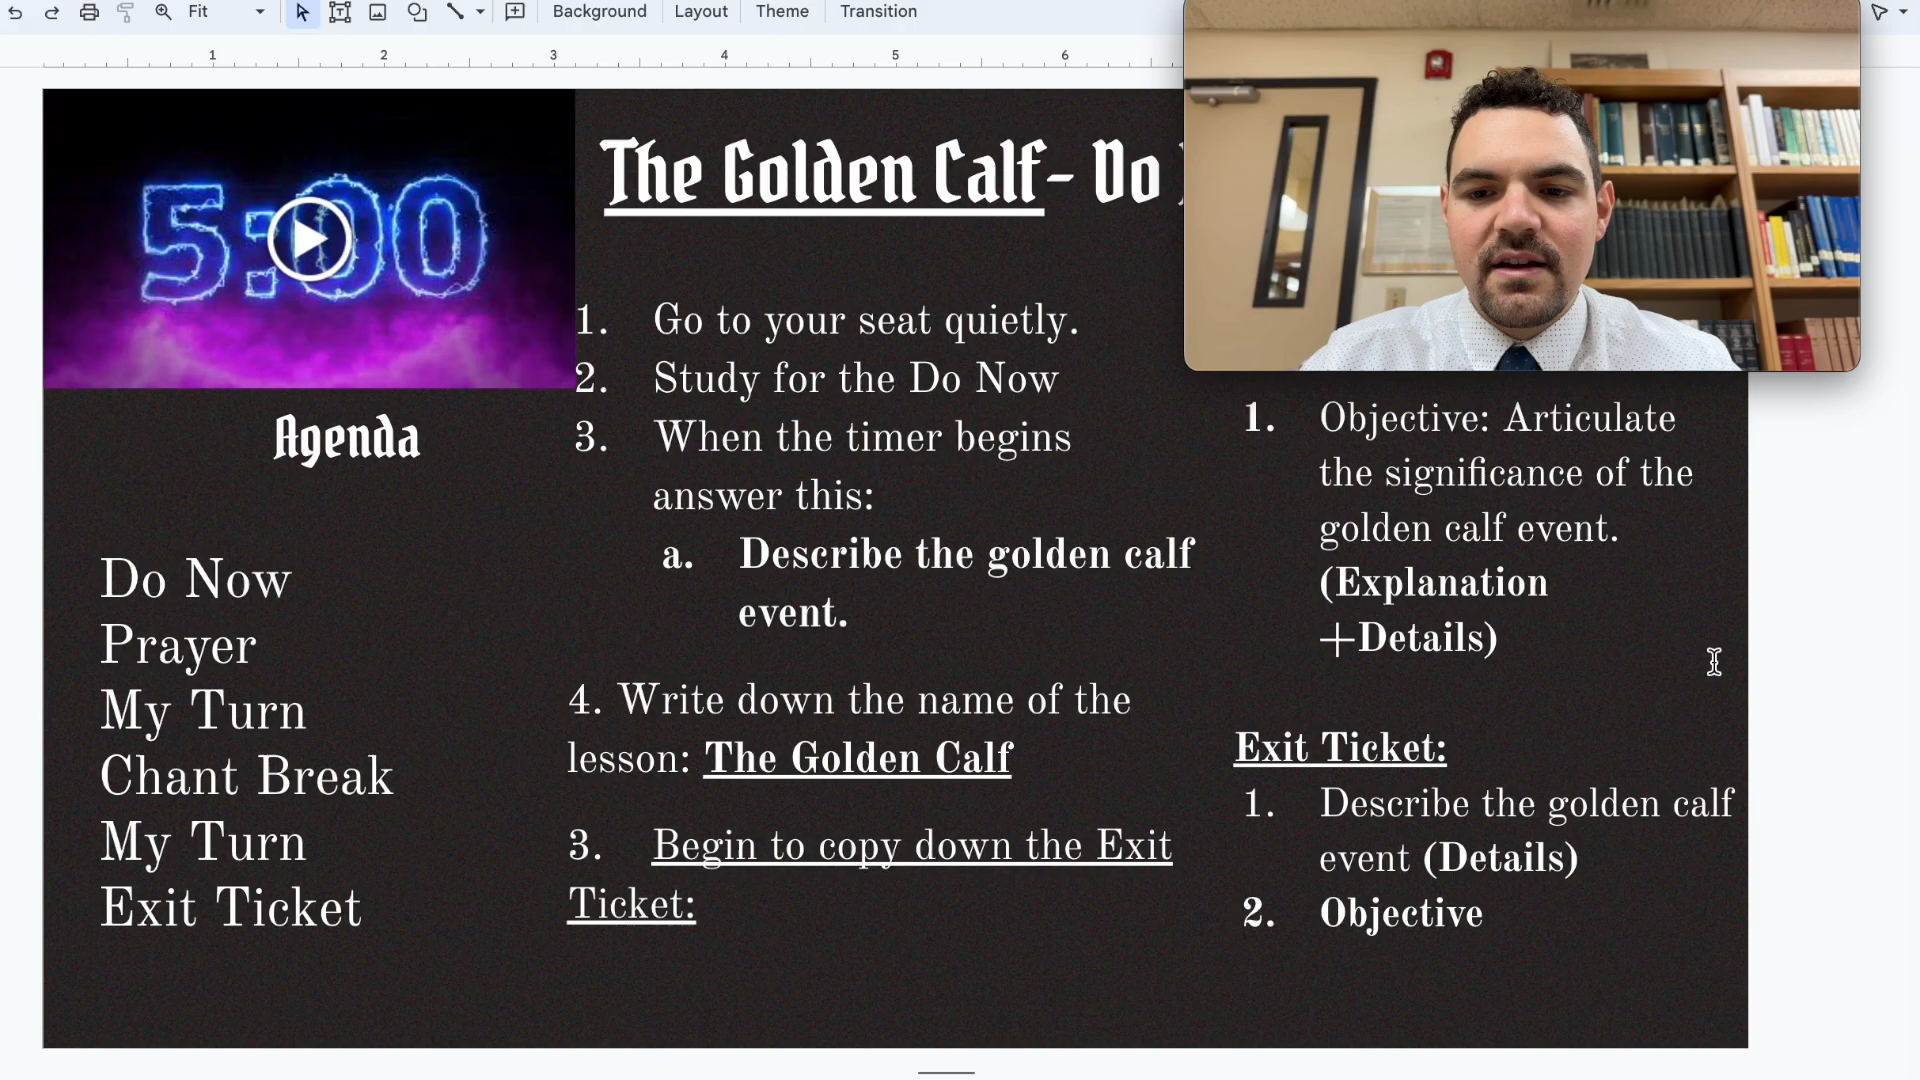 Fit
Background
Layout
Theme
Transition
1 2 3 4 5 6
5:00
The Golden Calf- Do
Agenda
Do Now
Prayer
My Turn
Chant Break
My Turn
Exit Ticket
1. Go to your seat quietly.
2. Study for the Do Now
3. When the timer begins
answer this:
a. Describe the golden calf
event.
4. Write down the name of the
lesson: The Golden Calf
3. Begin to copy down the Exit
Ticket:
1. Objective: Articulate
the significance of the
golden calf event.
(Explanation
+Details)
Exit Ticket:
1. Describe the golden calf
event (Details)
2. Objective